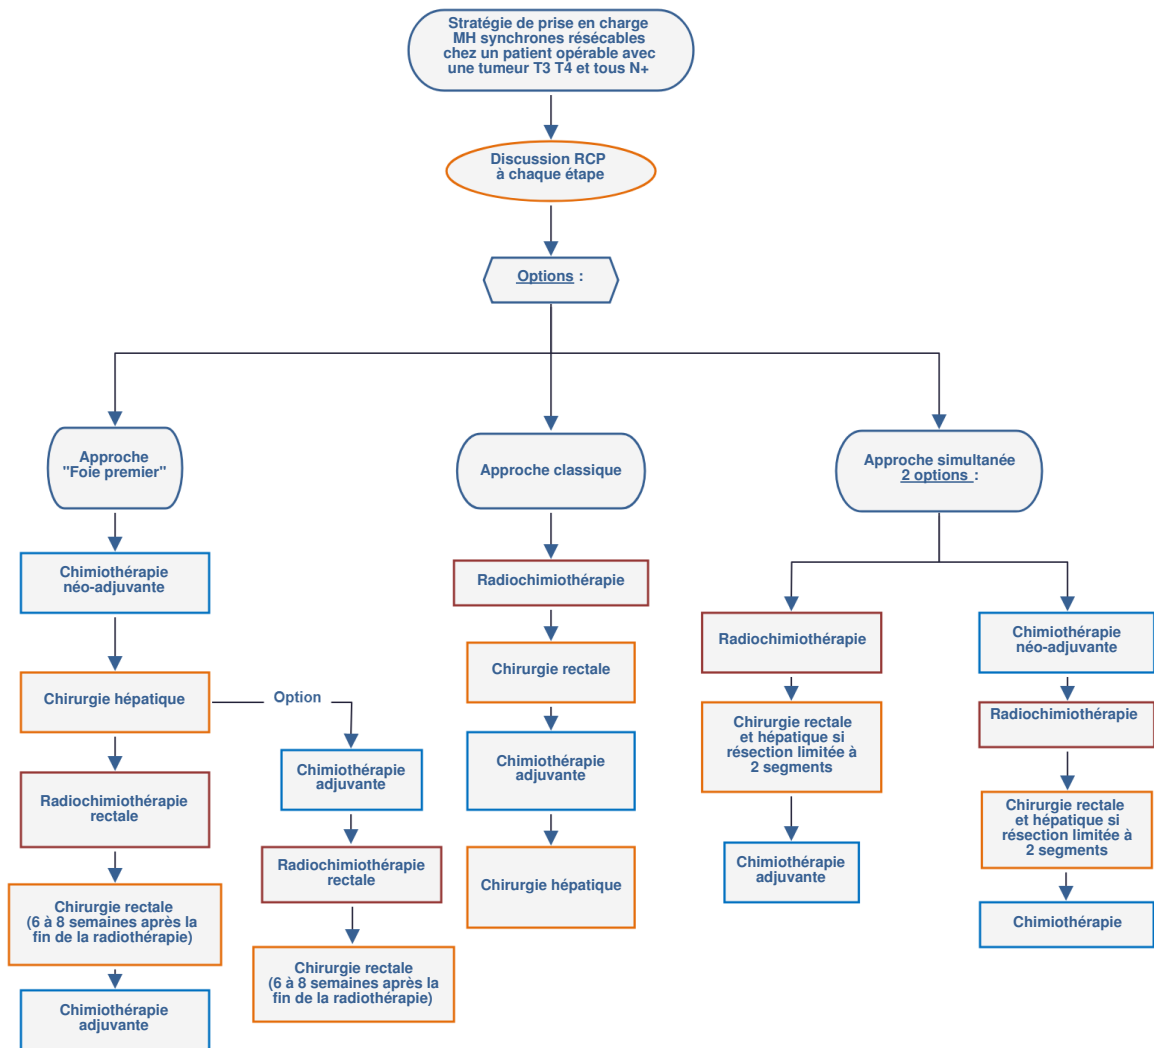 Stratégie de prise en charge
MH synchrones résécables
chez un patient opérable avec
une tumeur T3 T4 et tous N+
Discussion RCP
à chaque étape
Options :
Approche
"Foie premier"
Chimiothérapie
néo-adjuvante
Chirurgie hépatique
Option
Radiochimiothérapie
rectale
Chirurgie rectale
(6 à 8 semaines après la
fin de la radiothérapie)
Chimiothérapie
adjuvante
Chimiothérapie
adjuvante
Radiochimiothérapie
rectale
Chirurgie rectale
(6 à 8 semaines après la
fin de la radiothérapie)
Approche classique
Radiochimiothérapie
Chirurgie rectale
Chimiothérapie
adjuvante
Chirurgie hépatique
Approche simultanée
2 options :
Radiochimiothérapie
Chirurgie rectale
et hépatique si
résection limitée à
2 segments
Chimiothérapie
adjuvante
Chimiothérapie
néo-adjuvante
Radiochimiothérapie
Chirurgie rectale
et hépatique si
résection limitée à
2 segments
Chimiothérapie